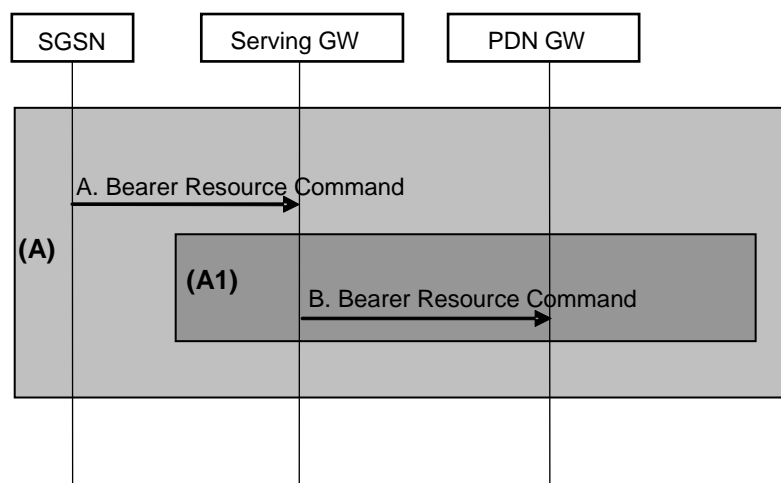 SGSN
Serving GW
PDN GW
A. Bearer Resource Command
(A)
(A1)
B. Bearer Resource Command